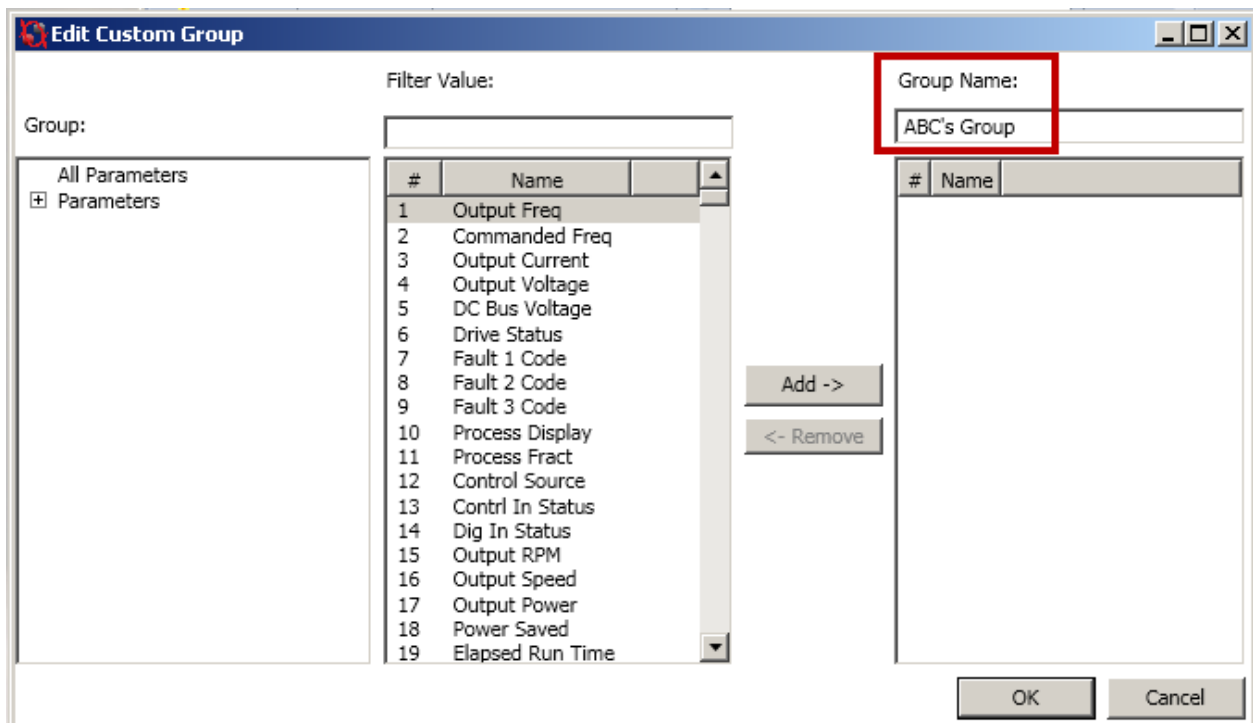 Edit Custom Group
Filter Value:
Group Name:
Group:
ABC's Group
All Parameters
Parameters
# Name
# Name
1 Output Freq
2 Commanded Freq
3 Output Current
4 Output Voltage
5 DC Bus Voltage
6 Drive Status
7 Fault 1 Code
8 Fault 2 Code
9 Fault 3 Code
10 Process Display
11 Process Fract
12 Control Source
13 Contrl In Status
14 Dig In Status
15 Output RPM
16 Output Speed
17 Output Power
18 Power Saved
19 Elapsed Run Time
Add ->
<- Remove
OK
Cancel